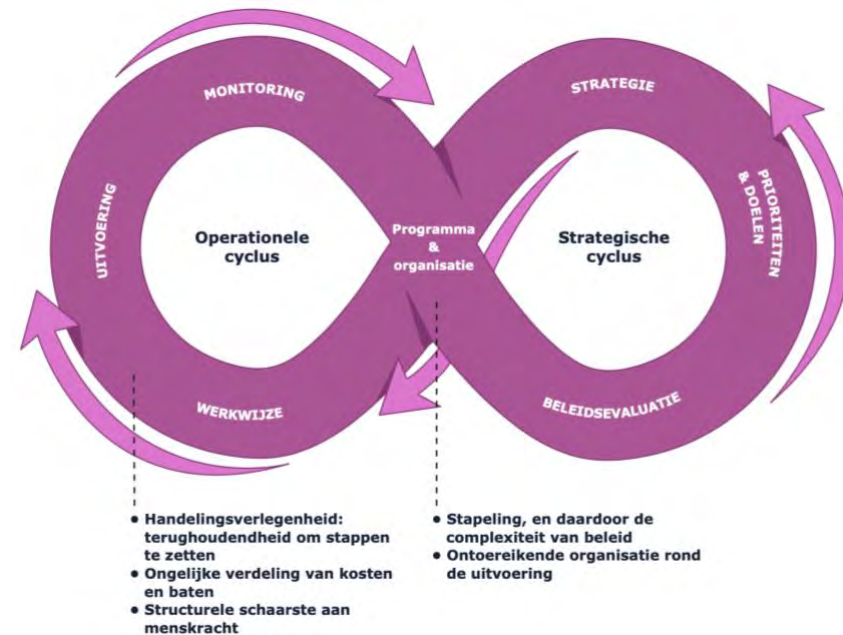 MONITORING
STRATEGIE
UITVOERING
PRIORITEITEN
& DOELEN
Operationele
cyclus
Programma
&
organisatie
Strategische
cyclus
WERKWIJZE
BELEIDSEVALUATIE
• Handelingsverlegenheid:
terughoudendheid om stappen
te zetten
• Ongelijke verdeling van kosten
en baten
• Structurele schaarste aan
menskracht
• Stapeling, en daardoor de
complexiteit van beleid
• Ontoereikende organisatie rond
de uitvoering